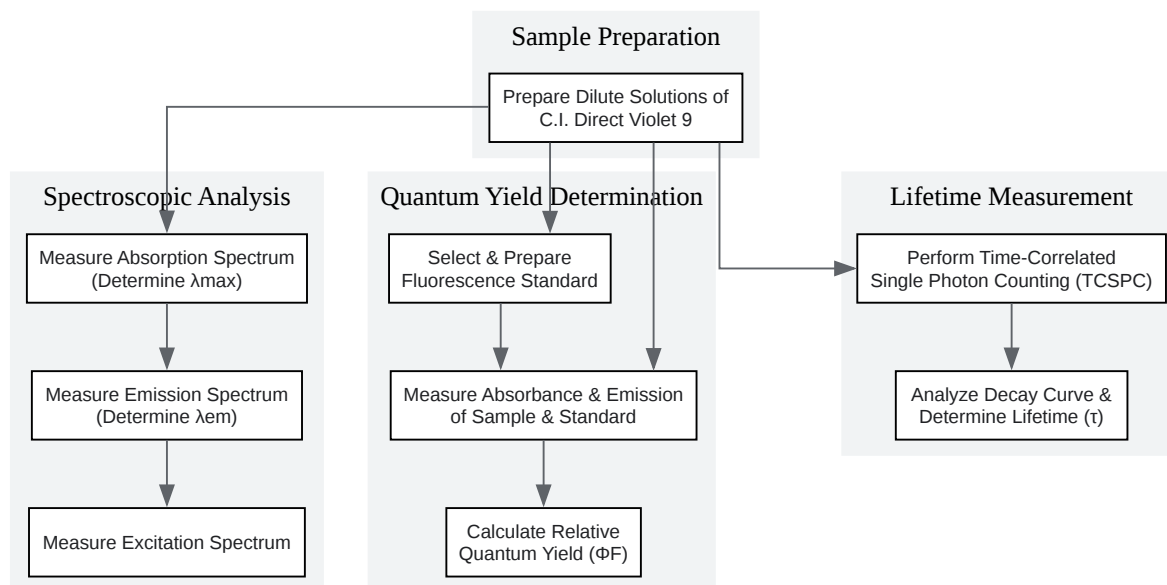 Sample Preparation
Prepare Dilute Solutions of
C.I. Direct Violet 9
Spectroscopic Analysis
Measure Absorption Spectrum
(Determine λmax)
Measure Emission Spectrum
(Determine λem)
Measure Excitation Spectrum
Quantum Yield Determination
Select & Prepare
Fluorescence Standard
Measure Absorbance & Emission
of Sample & Standard
Calculate Relative
Quantum Yield (ΦF)
Lifetime Measurement
Perform Time-Correlated
Single Photon Counting (TCSPC)
Analyze Decay Curve &
Determine Lifetime (τ)